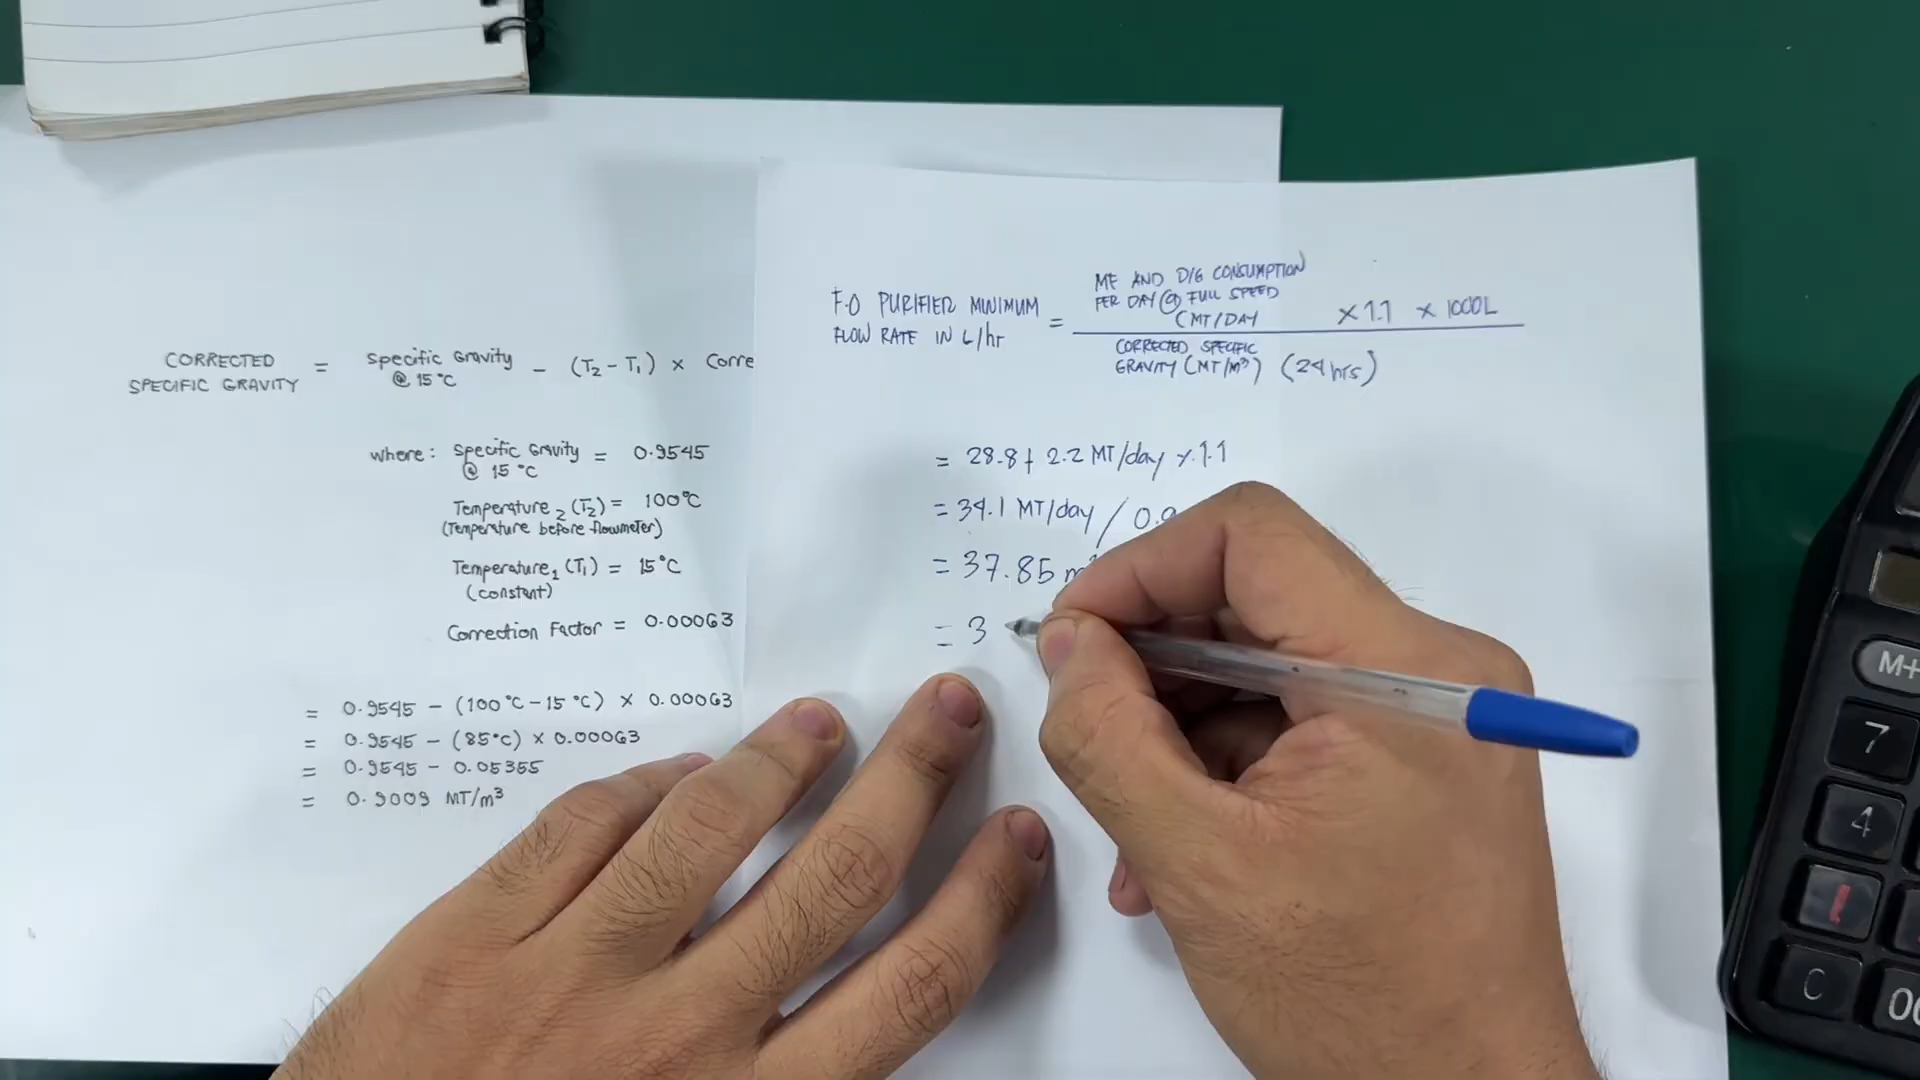 CORRECTED
SPECIFIC GRAVITY = Specific Gravity @ 15°C - (T2 - T1) × Corre
where: Specific Gravity @ 15°C = 0.9545
Temperature2 (T2) = 100°C
(Temperature before flowmeter)
Temperature1 (T1) = 15°C
(constant)
Correction Factor = 0.00063
= 0.9545 - (100°C - 15°C) × 0.00063
= 0.9545 - (85°C) × 0.00063
= 0.9545 - 0.05355
= 0.9009 MT/m³
F.O PURIFIED MINIMUM
FLOW RATE IN L/hr =
ME AND D/G CONSUMPTION
PER DAY @ FULL SPEED
(MT/DAY × 1.1 × 1000L
CORRECTED SPECIFIC
GRAVITY (MT/m³) (24 hrs)
= 28.8 + 2.2 MT/day × 1.1
= 34.1 MT/day / 0.9
= 37.85 m
= 3
M+
7
4
C
00